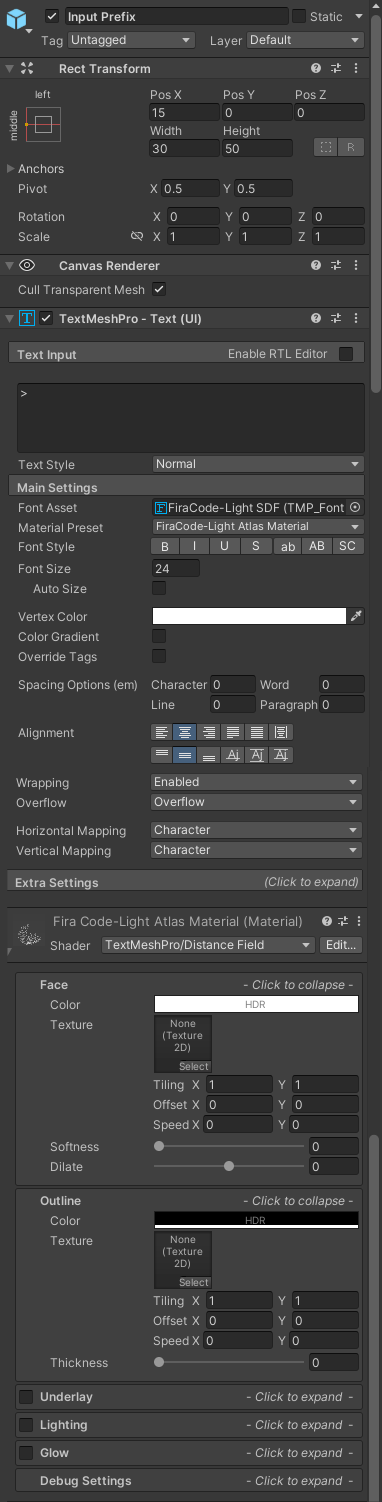 Input Prefix Static
Tag Untagged Layer Default
Rect Transform
left
middle
Pos X Pos Y Pos Z
15 0 0
Width Height
30 50
R
Anchors
Pivot X 0.5 Y 0.5
Rotation X 0 Y 0 Z 0
Scale X 1 Y 1 Z 1
Canvas Renderer
Cull Transparent Mesh
T TextMeshPro - Text (UI)
Text Input Enable RTL Editor
>
Text Style Normal
Main Settings
Font Asset FiraCode-Light SDF (TMP_Font
Material Preset FiraCode-Light Atlas Material
Font Style B I U S ab AB SC
Font Size 24
Auto Size
Vertex Color
Color Gradient
Override Tags
Spacing Options (em) Character 0 Word 0
Line 0 Paragraph 0
Alignment
Wrapping Enabled
Overflow Overflow
Horizontal Mapping Character
Vertical Mapping Character
Extra Settings (Click to expand)
Fira Code-Light Atlas Material (Material)
Shader TextMeshPro/Distance Field Edit...
Face - Click to collapse -
Color HDR
Texture None
(Texture
2D)
Select
Tiling X 1 Y 1
Offset X 0 Y 0
Speed X 0 Y 0
Softness 0
Dilate 0
Outline - Click to collapse -
Color HDR
Texture None
(Texture
2D)
Select
Tiling X 1 Y 1
Offset X 0 Y 0
Speed X 0 Y 0
Thickness 0
Underlay - Click to expand -
Lighting - Click to expand -
Glow - Click to expand -
Debug Settings - Click to expand -